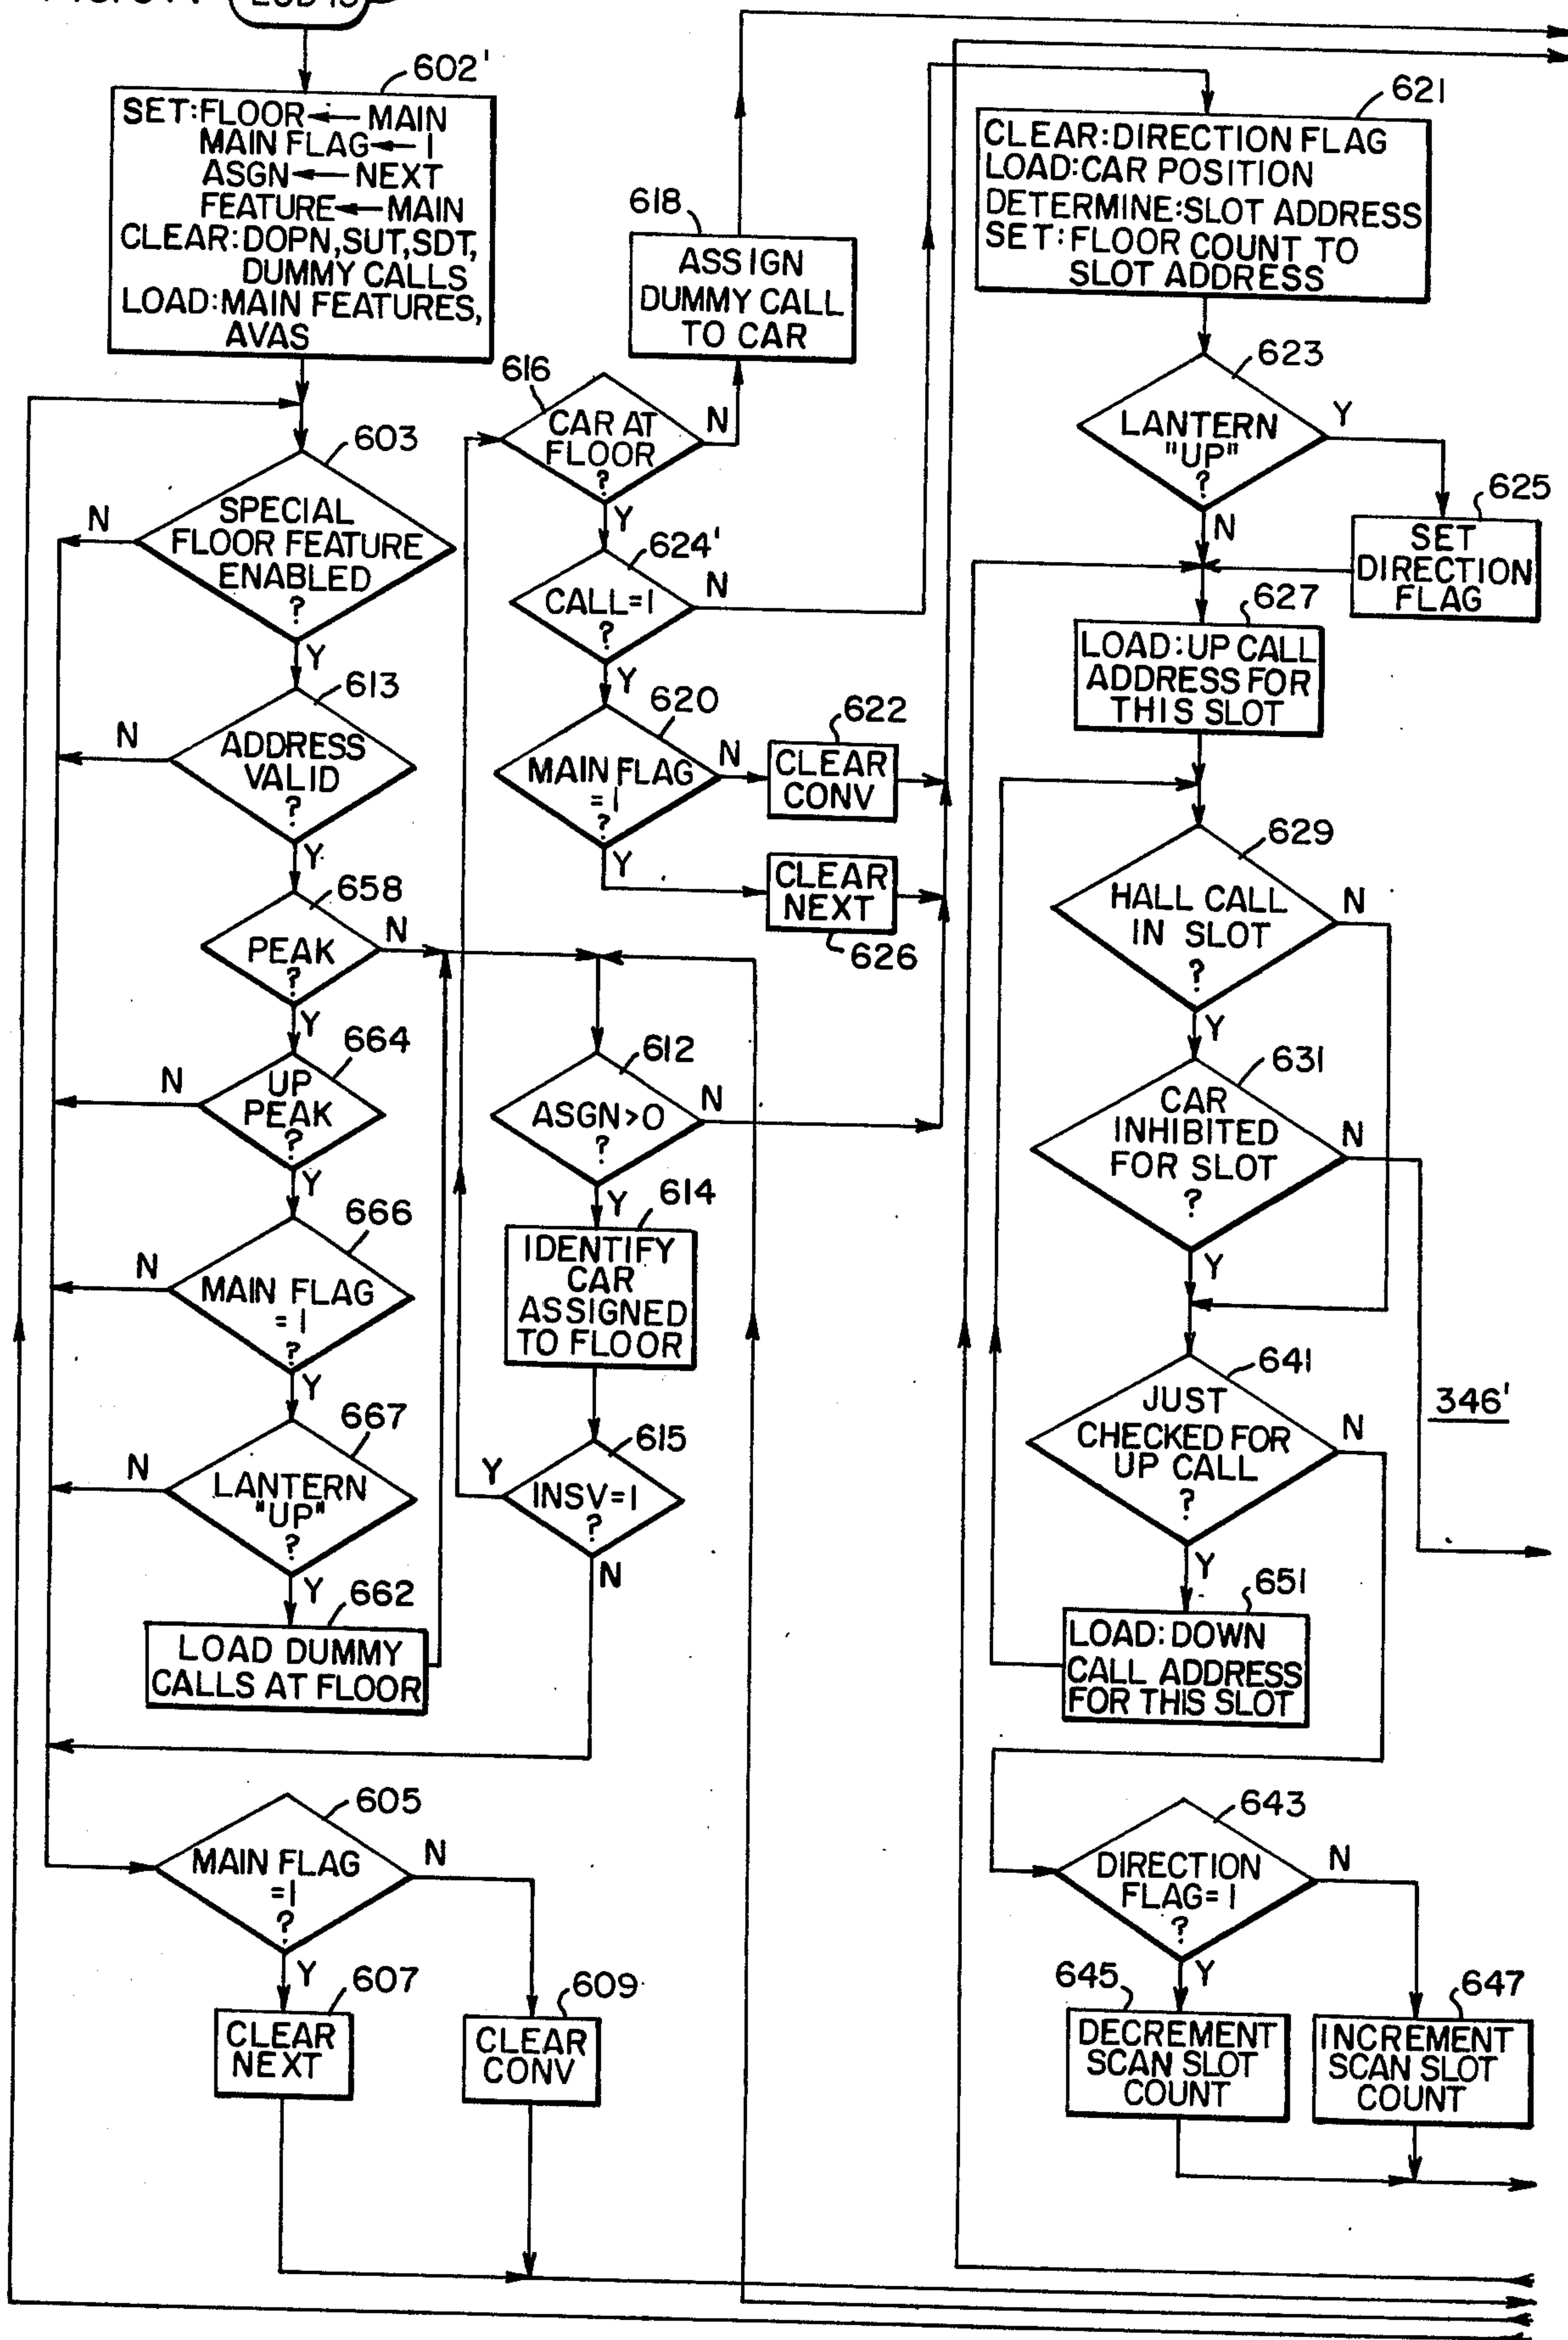 602'
SET:FLOOR←MAIN
MAIN FLAG←1
ASGN←NEXT
FEATURE←MAIN
CLEAR:DOPN,SUT,SDT,
DUMMY CALLS
LOAD:MAIN FEATURES,
AVAS
603
SPECIAL
FLOOR FEATURE
ENABLED
?
N
Y
613
ADDRESS
VALID
?
N
Y
658
PEAK
?
N
Y
664
UP
PEAK
?
N
Y
666
MAIN FLAG
=1
?
N
Y
667
LANTERN
"UP"
?
N
Y
662
LOAD DUMMY
CALLS AT FLOOR
605
MAIN FLAG
=1
?
N
Y
607
CLEAR
NEXT
609
CLEAR
CONV
618
ASSIGN
DUMMY CALL
TO CAR
616
CAR AT
FLOOR
?
N
Y
624'
CALL=1
?
N
Y
620
MAIN FLAG
=1
?
N
Y
622
CLEAR
CONV
CLEAR
NEXT
626
612
ASGN>0
?
N
Y
614
IDENTIFY
CAR
ASSIGNED
TO FLOOR
615
INSV=1
?
Y
N
621
CLEAR:DIRECTION FLAG
LOAD:CAR POSITION
DETERMINE:SLOT ADDRESS
SET:FLOOR COUNT TO
SLOT ADDRESS
623
LANTERN
"UP"
?
Y
N
625
SET
DIRECTION
FLAG
627
LOAD:UP CALL
ADDRESS FOR
THIS SLOT
629
HALL CALL
IN SLOT
?
N
Y
631
CAR
INHIBITED
FOR SLOT
?
N
Y
641
JUST
CHECKED FOR
UP CALL
?
N
Y
346'
651
LOAD: DOWN
CALL ADDRESS
FOR THIS SLOT
643
DIRECTION
FLAG=1
?
N
Y
645
DECREMENT
SCAN SLOT
COUNT
647
INCREMENT
SCAN SLOT
COUNT